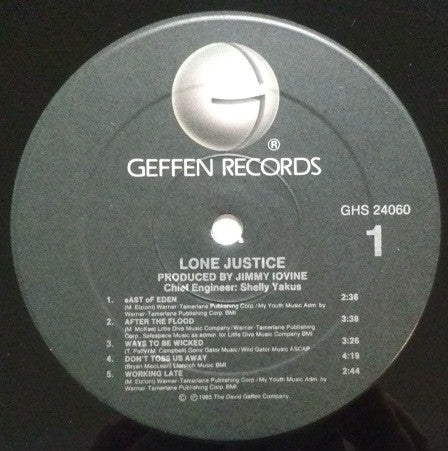 ®
GEFFEN RECORDS
GHS 24060
1
LONE JUSTICE
PRODUCED BY JIMMY IOVINE
Chief Engineer: Shelly Yakus
1. eAST oF EDEN 2:36
(M. Etzioni) Warner-Tamerlane Publishing Corp./My Youth Music Adm. by
Warner-Tamerlane Publishing Corp. BMI
2. AFTER THE FLOOD 3:38
(M. McKee) Little Diva Music Company/Warner-Tamerlane Publishing
Corp., Music as admin. for Little Diva Music Company BMI
3. WAYS TO BE WICKED 3:26
(T. Petty/M. Campbell) Gone Gator Music/Wild Gator Music ASCAP
4. DON'T TOSS US AWAY 4:19
(Bryan MacLean) Music BMI
5. WORKING LATE 2:44
(M. Etzioni) Warner-Tamerlane Publishing Corp./My Youth Music Adm. by
Warner-Tamerlane Publishing Corp. BMI
© ℗ 1985 The David Geffen Company.